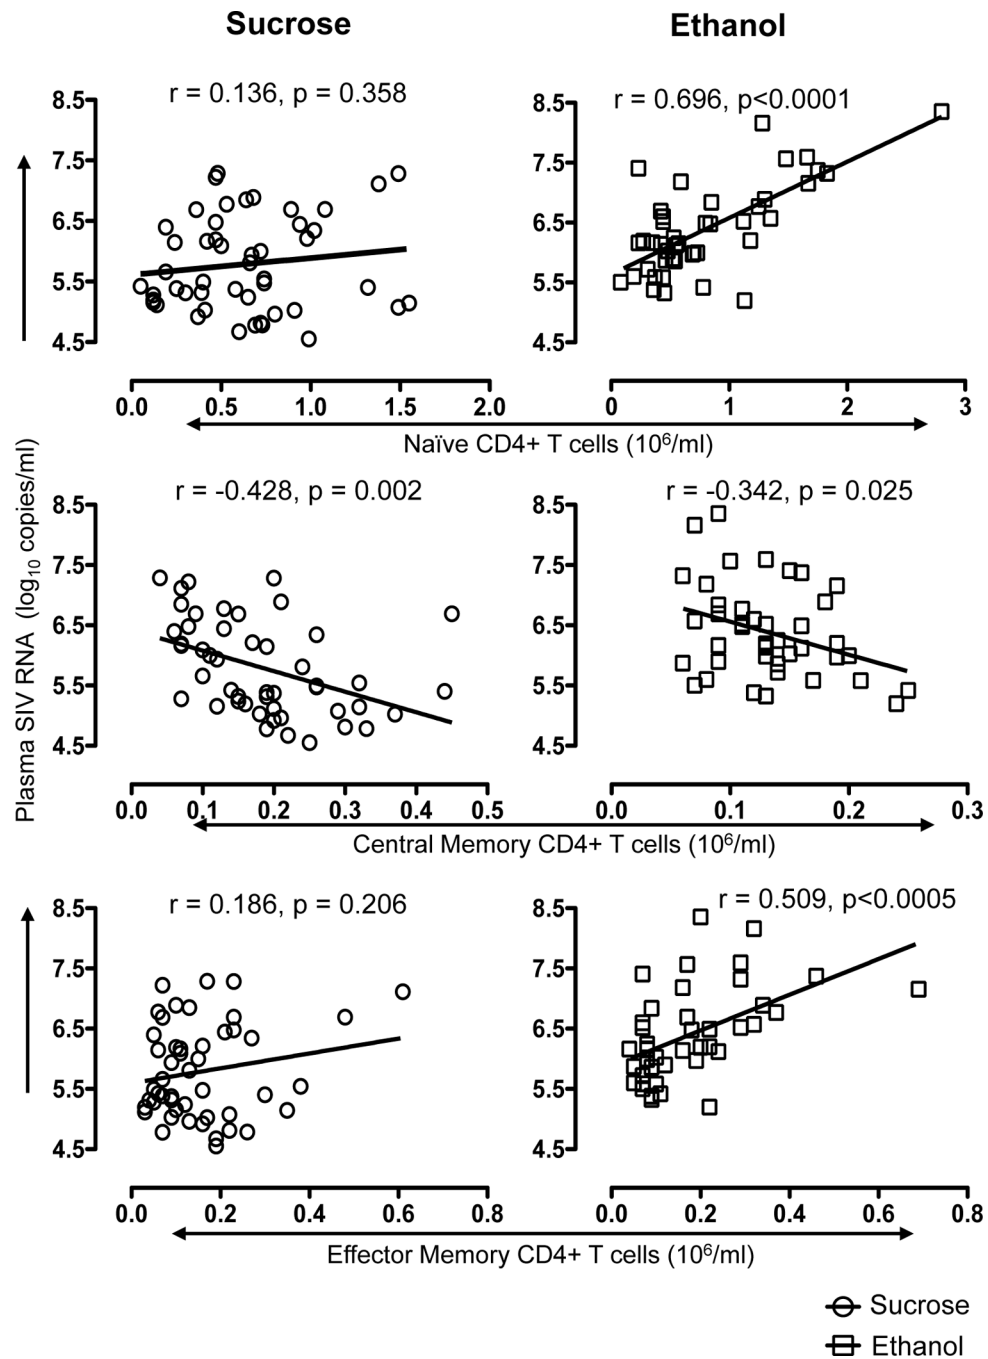 Sucrose
Ethanol
r = 0.136, p = 0.358
r = 0.696, p<0.0001
8.5
7.5
6.5
5.5
4.5
8.5
7.5
6.5
5.5
4.5
0.0 0.5 1.0 1.5 2.0
0 1 2 3
Naïve CD4+ T cells (10⁶/ml)
Plasma SIV RNA (log₁₀ copies/ml)
r = -0.428, p = 0.002
r = -0.342, p = 0.025
8.5
7.5
6.5
5.5
4.5
8.5
7.5
6.5
5.5
4.5
0.0 0.1 0.2 0.3 0.4 0.5
0.0 0.1 0.2 0.3
Central Memory CD4+ T cells (10⁶/ml)
r = 0.186, p = 0.206
r = 0.509, p<0.0005
8.5
7.5
6.5
5.5
4.5
8.5
7.5
6.5
5.5
4.5
0.0 0.2 0.4 0.6 0.8
0.0 0.2 0.4 0.6 0.8
Effector Memory CD4+ T cells (10⁶/ml)
Sucrose
Ethanol